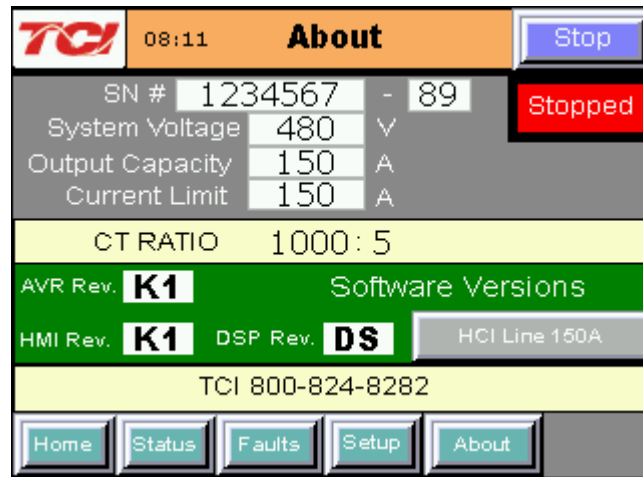 TCI 08:11 About Stop
SN # 1234567 - 89 Stopped
System Voltage 480 V
Output Capacity 150 A
Current Limit 150 A
CT RATIO 1000:5
AVR Rev. K1 Software Versions
HMI Rev. K1 DSP Rev. DS HCI Line 150A
TCI 800-824-8282
Home Status Faults Setup About